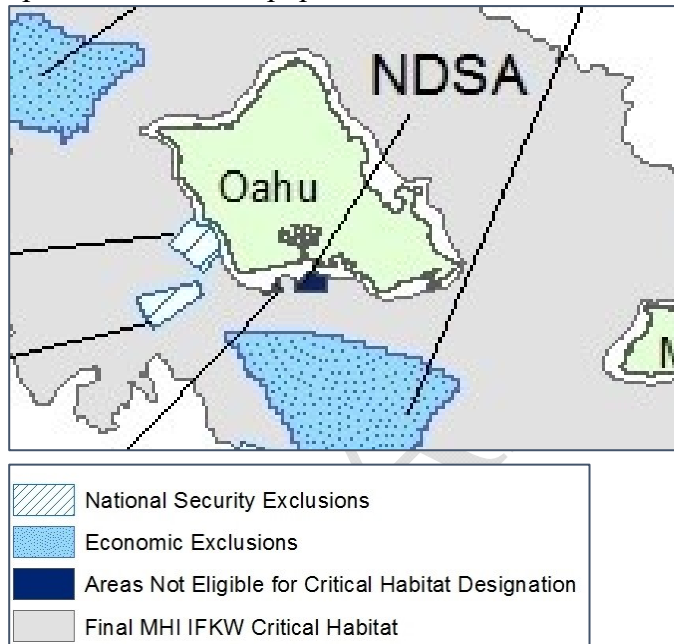 NDSA
Oahu
M
National Security Exclusions
Economic Exclusions
Areas Not Eligible for Critical Habitat Designation
Final MHI IFKW Critical Habitat